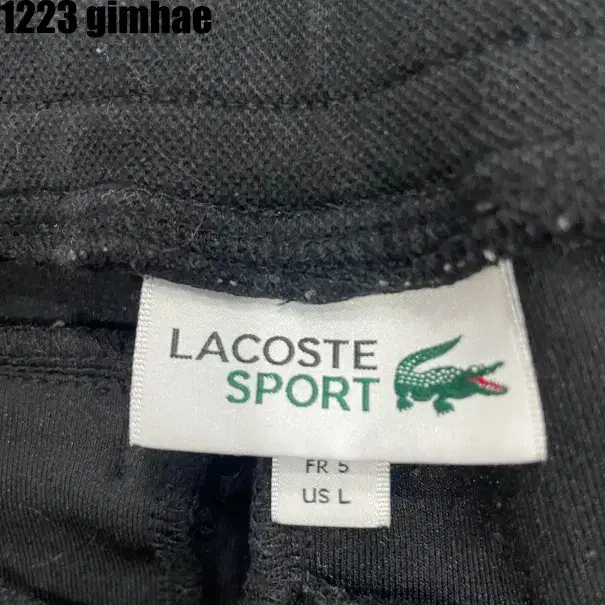 1223 gimhae
LACOSTE
SPORT
FR 5
US L